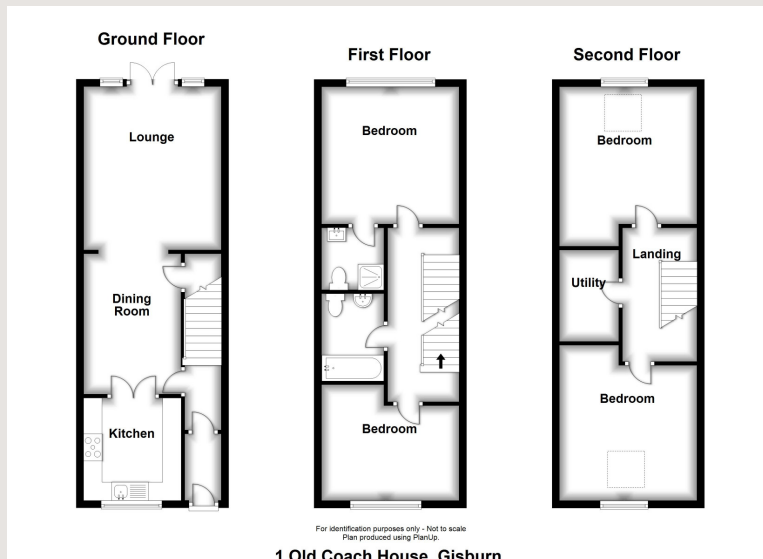 Ground Floor
Lounge
Dining
Room
Kitchen
First Floor
Bedroom
Bedroom
Second Floor
Bedroom
Landing
Utility
Bedroom
For identification purposes only - Not to scale
Plan produced using PlanUp.
1 Old Coach House, Gisburn